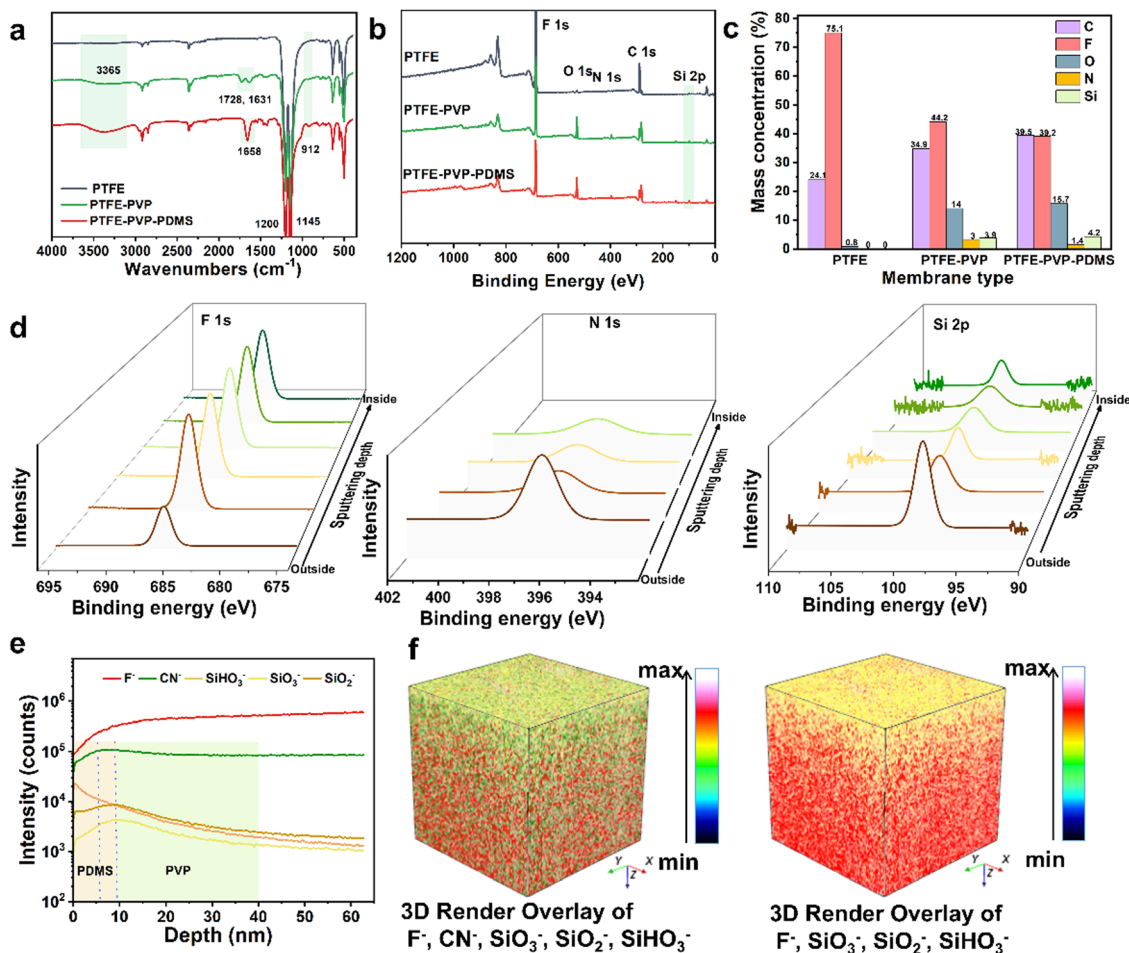 a
3365
1728, 1631
1658
912
1200
1145
PTFE
PTFE-PVP
PTFE-PVP-PDMS
4000 3500 3000 2500 2000 1500 1000 500
Wavenumbers (cm⁻¹)
b
F 1s
PTFE
O 1s N 1s
C 1s
Si 2p
PTFE-PVP
PTFE-PVP-PDMS
1200 1000 800 600 400 200 0
Binding Energy (eV)
c
Mass concentration (%)
80
70
60
50
40
30
20
10
0
C
F
O
N
Si
24.1 75.1 0.8 0 0
34.9 44.2 14 3 3.9
39.5 39.2 15.7 1.4 4.2
PTFE PTFE-PVP PTFE-PVP-PDMS
Membrane type
d
F 1s
Intensity
Inside
Sputtering depth
Outside
695 690 685 680 675
Binding energy (eV)
N 1s
Intensity
Inside
Sputtering depth
Outside
402 400 398 396 394
Binding energy (eV)
Si 2p
Intensity
Inside
Sputtering depth
Outside
110 105 100 95 90
Binding energy (eV)
e
F⁻ CN⁻ SiHO₃⁻ SiO₃⁻ SiO₂⁻
Intensity (counts)
10⁶
10⁵
10⁴
10³
10²
PDMS
PVP
0 10 20 30 40 50 60
Depth (nm)
f
max
min
Y X
Z
3D Render Overlay of
F⁻, CN⁻, SiO₃⁻, SiO₂⁻, SiHO₃⁻
max
min
Y X
Z
3D Render Overlay of
F⁻, SiO₃⁻, SiO₂⁻, SiHO₃⁻